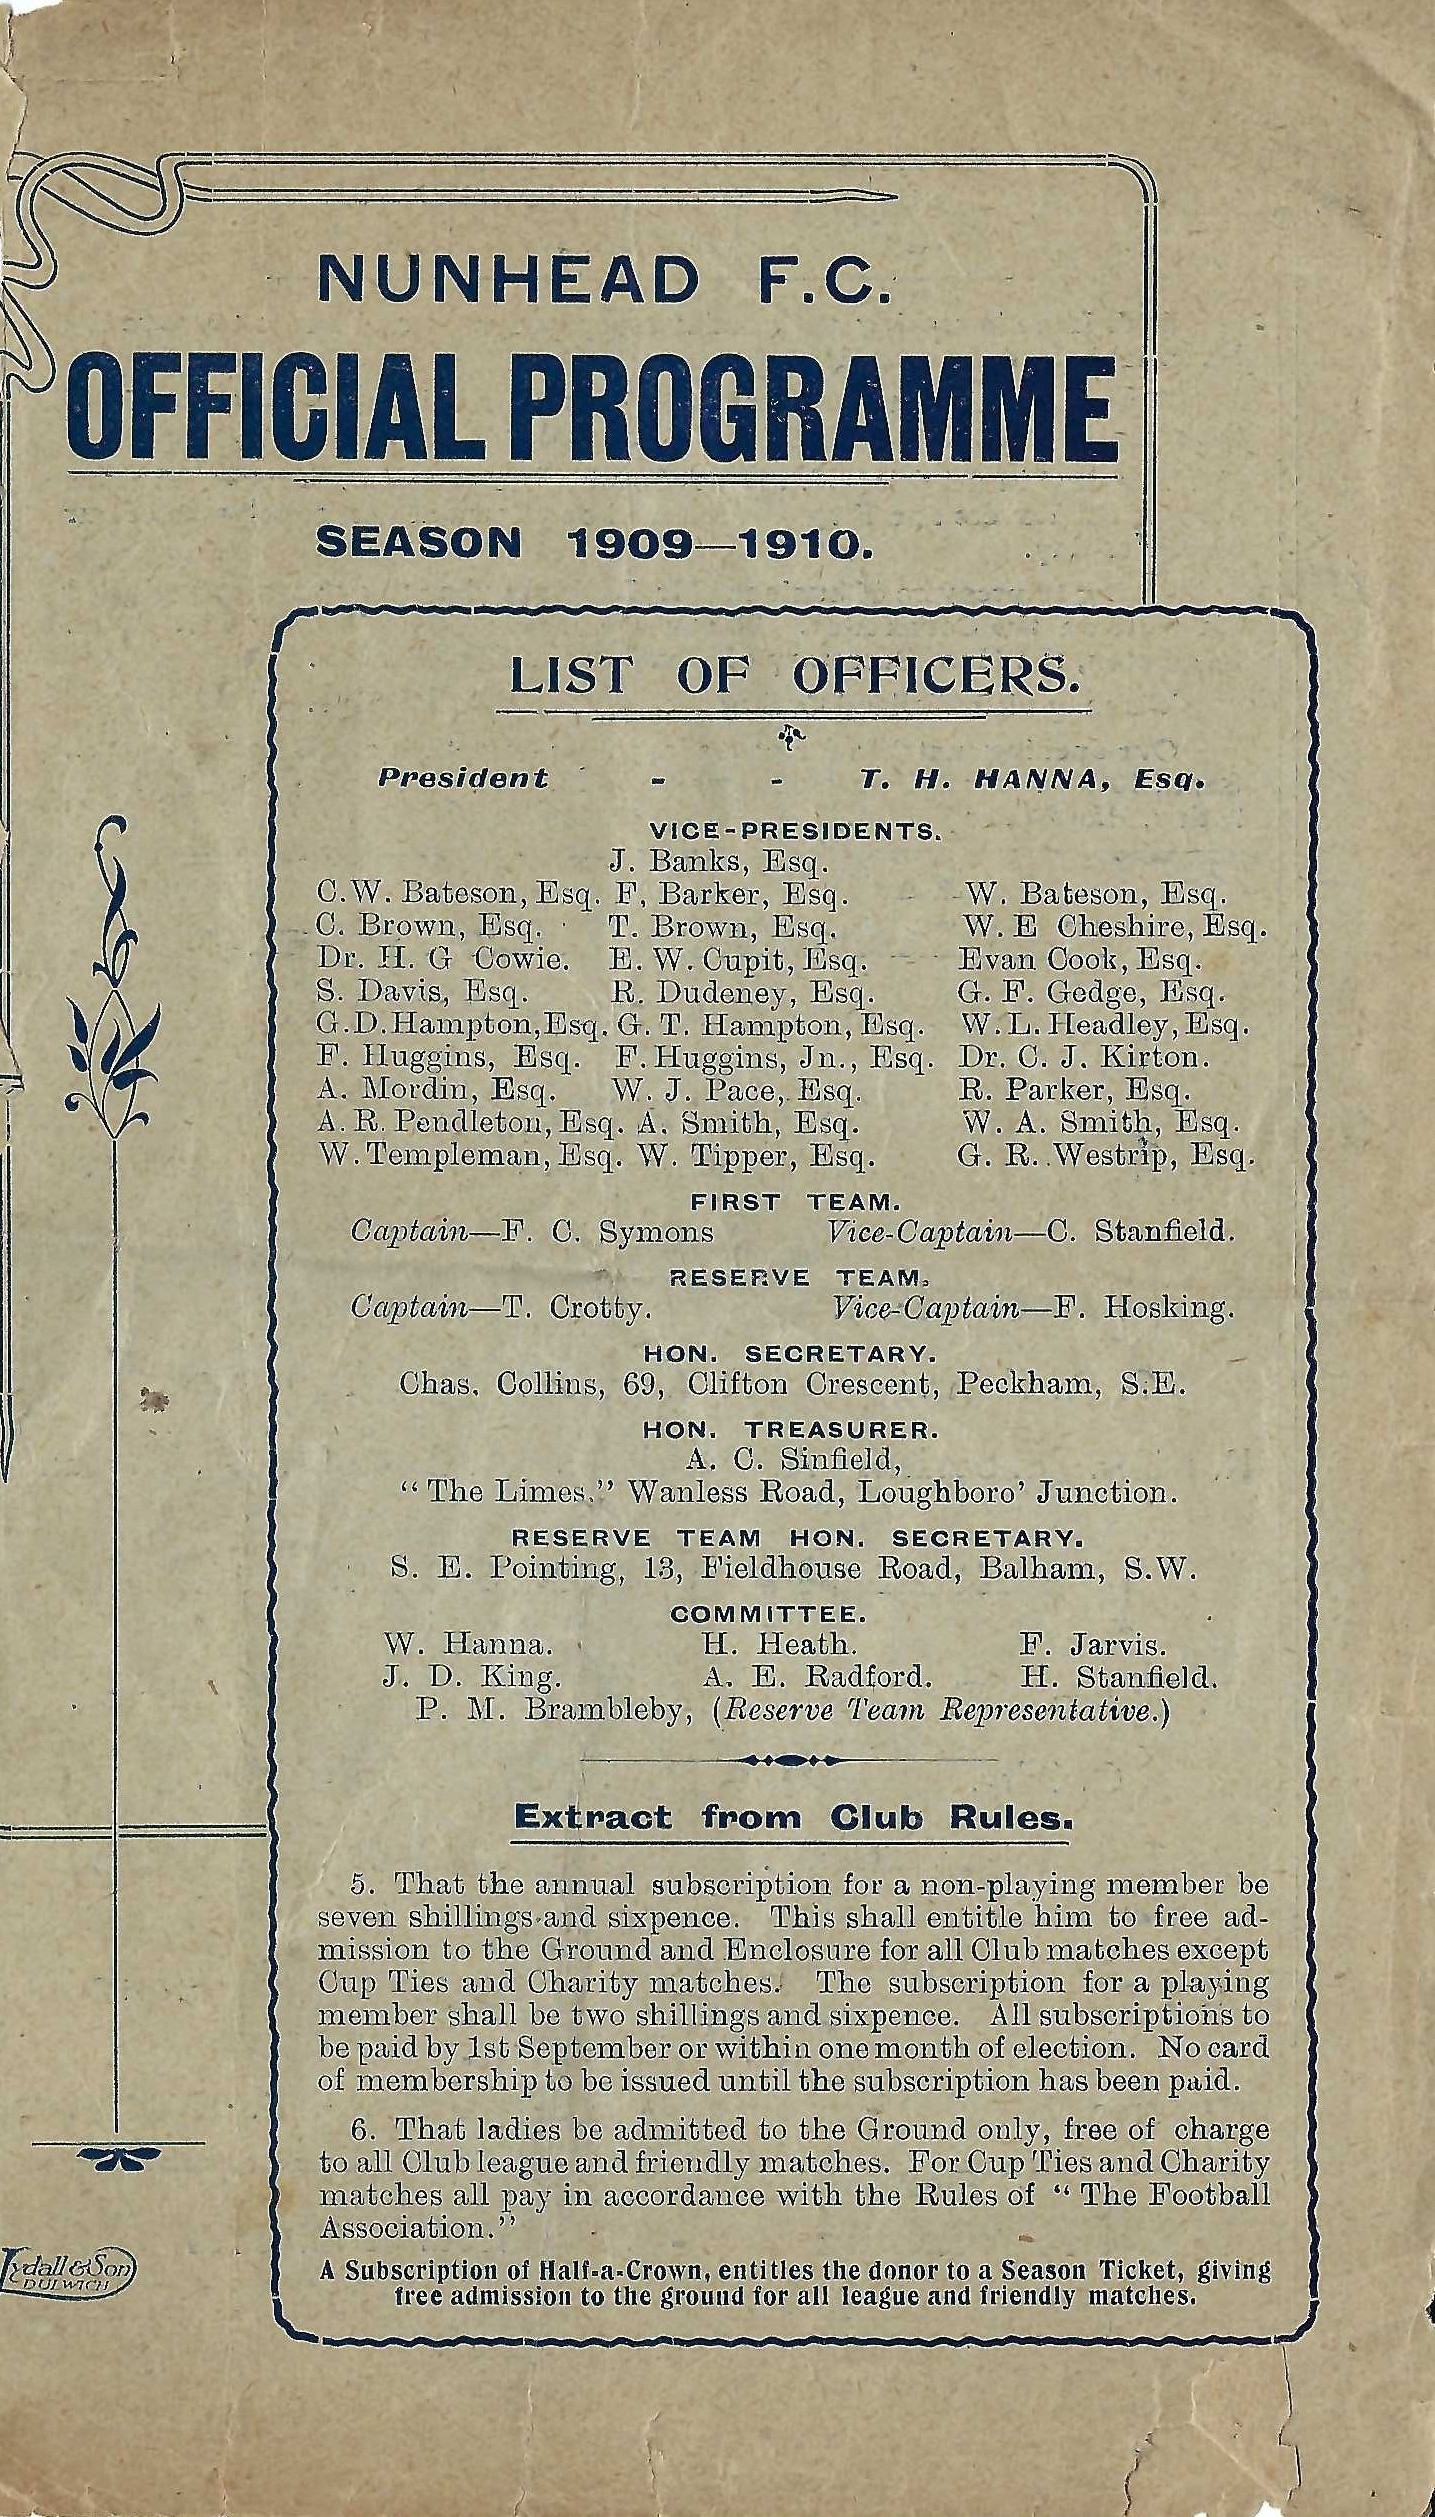 NUNHEAD F.C.
OFFICIAL PROGRAMME
SEASON 1909—1910.
LIST OF OFFICERS.
President - - T. H. HANNA, Esq.
VICE-PRESIDENTS.
J. Banks, Esq.
C.W. Bateson, Esq. F, Barker, Esq. W. Bateson, Esq.
C. Brown, Esq. T. Brown, Esq. W. E Cheshire, Esq.
Dr. H. G Cowie. E. W. Cupit, Esq. Evan Cook, Esq.
S. Davis, Esq. R. Dudeney, Esq. G. F. Gedge, Esq.
G.D.Hampton,Esq. G. T. Hampton, Esq. W.L. Headley, Esq.
F. Huggins, Esq. F. Huggins, Jn., Esq. Dr. C. J. Kirton.
A. Mordin, Esq. W. J. Pace, Esq. R. Parker, Esq.
A. R. Pendleton, Esq. A. Smith, Esq. W. A. Smith, Esq.
W. Templeman, Esq. W. Tipper, Esq. G. R. Westrip, Esq.
FIRST TEAM.
Captain—F. C. Symons Vice-Captain—C. Stanfield.
RESERVE TEAM.
Captain—T. Crotty. Vice-Captain—F. Hosking.
HON. SECRETARY.
Chas. Collins, 69, Clifton Crescent, Peckham, S.E.
HON. TREASURER.
A. C. Sinfield,
"The Limes," Wanless Road, Loughboro' Junction.
RESERVE TEAM HON. SECRETARY.
S. E. Pointing, 13, Fieldhouse Road, Balham, S.W.
COMMITTEE.
W. Hanna. H. Heath. F. Jarvis.
J. D. King. A. E. Radford. H. Stanfield.
P. M. Brambleby, (Reserve Team Representative.)
Extract from Club Rules.
5. That the annual subscription for a non-playing member be
seven shillings and sixpence. This shall entitle him to free ad-
mission to the Ground and Enclosure for all Club matches except
Cup Ties and Charity matches. The subscription for a playing
member shall be two shillings and sixpence. All subscriptions to
be paid by 1st September or within one month of election. No card
of membership to be issued until the subscription has been paid.
6. That ladies be admitted to the Ground only, free of charge
to all Club league and friendly matches. For Cup Ties and Charity
matches all pay in accordance with the Rules of "The Football
Association."
A Subscription of Half-a-Crown, entitles the donor to a Season Ticket, giving
free admission to the ground for all league and friendly matches.
Lydall & Son
DULWICH